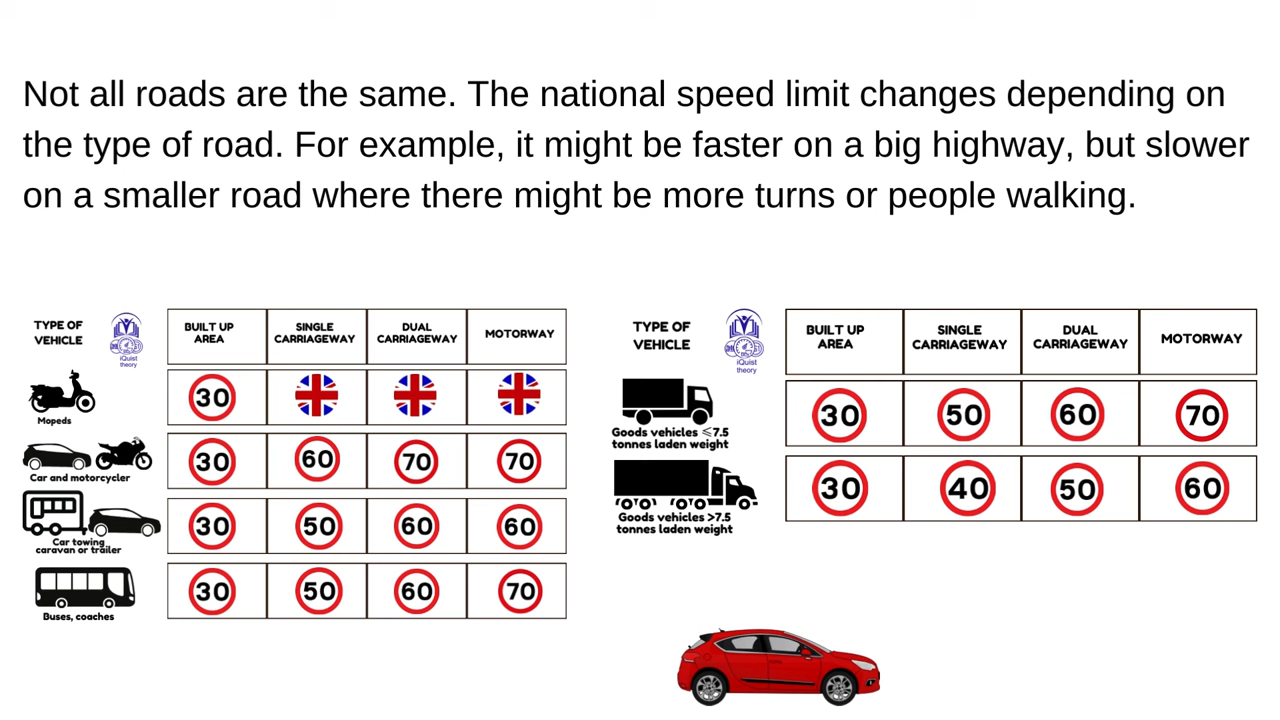 Not all roads are the same. The national speed limit changes depending on
the type of road. For example, it might be faster on a big highway, but slower
on a smaller road where there might be more turns or people walking.
TYPE OF
VEHICLE
iQuist
theory
BUILT UP
AREA
SINGLE
CARRIAGEWAY
DUAL
CARRIAGEWAY
MOTORWAY
Mopeds
30
Car and motorcycler
30 60 70 70
Car towing
caravan or trailer
30 50 60 60
Buses, coaches
30 50 60 70
TYPE OF
VEHICLE
iQuist
theory
BUILT UP
AREA
SINGLE
CARRIAGEWAY
DUAL
CARRIAGEWAY
MOTORWAY
Goods vehicles ⩽7.5
tonnes laden weight
30 50 60 70
Goods vehicles >7.5
tonnes laden weight
30 40 50 60